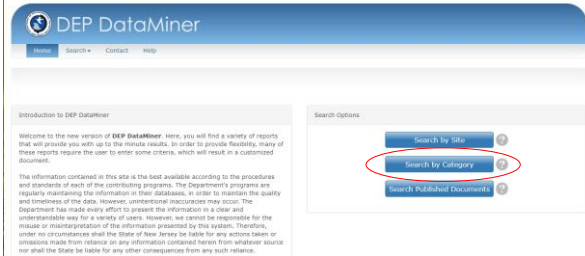 DEP DataMiner
Home Search Contact Help
Introduction to DEP DataMiner
Welcome to the new version of DEP DataMiner. Here, you will find a variety of reports
that will provide you with up to the minute results. In order to provide flexibility, many of
these reports require the user to enter some criteria, which will result in a customized
document.
The information contained in this site is the best available according to the procedures
and standards of each of the contributing programs. The Department's programs are
regularly maintaining the information in their databases, in order to maintain the quality
and timeliness of the data. However, unintentional inaccuracies may occur. The
Department has made every effort to present the information in a clear and
understandable way for a variety of users. However, we cannot be responsible for the
misuse or misinterpretation of the information presented by this system. Therefore,
under no circumstances shall the State of New Jersey be liable for any actions taken or
omissions made from reliance on any information contained herein from whatever source
nor shall the State be liable for any other consequences from any such reliance.
Search Options
Search by Site ?
Search by Category ?
Search Published Documents ?